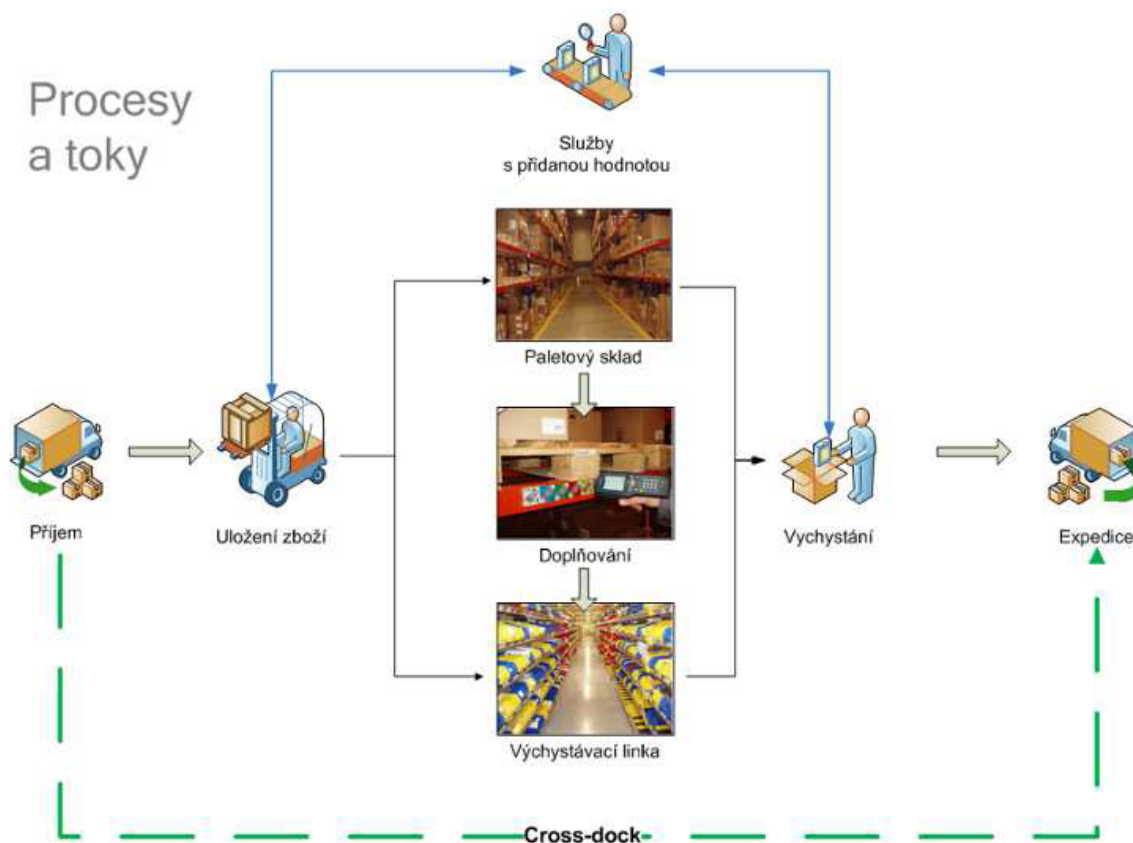 Procesy
a toky
Služby
s přidanou hodnotou
Paletový sklad
Příjem
Uložení zboží
Doplňování
Vychystání
Expedice
Výchystávací linka
Cross-dock